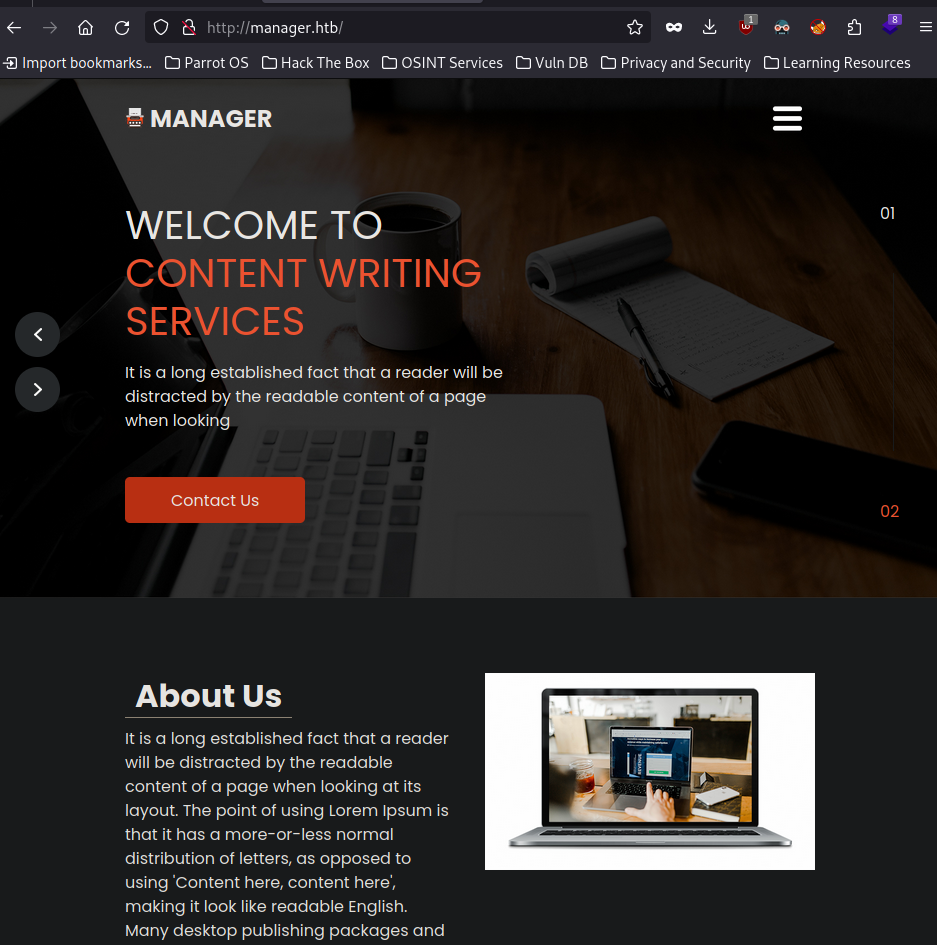 http://manager.htb/
1
8
Import bookmarks...
Parrot OS
Hack The Box
OSINT Services
Vuln DB
Privacy and Security
Learning Resources
MANAGER
WELCOME TO
CONTENT WRITING
SERVICES
It is a long established fact that a reader will be
distracted by the readable content of a page
when looking
Contact Us
01
02
About Us
It is a long established fact that a reader
will be distracted by the readable
content of a page when looking at its
layout. The point of using Lorem Ipsum is
that it has a more-or-less normal
distribution of letters, as opposed to
using 'Content here, content here',
making it look like readable English.
Many desktop publishing packages and
REVENUE